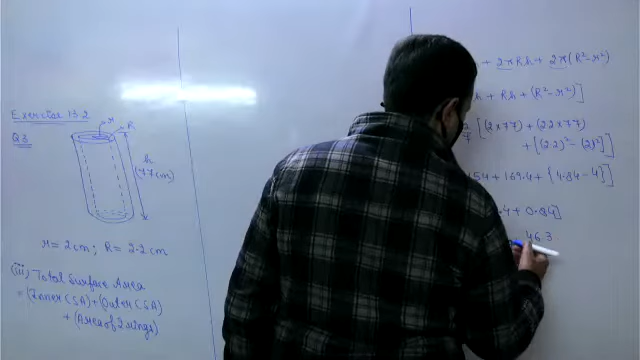 Exercise 13.2
Q3
r R
h
(77 cm)
r = 2 cm ; R = 2.2 cm
(iii) Total Surface Area
= (Inner CSA) + (Outer CSA)
+ (Area of 2 rings)
+ 2πRh + 2π(R²-r²)
h + Rh + (R²-r²)]
7 [(2×77) + (2.2×77)
+ {(2.2)² - (2)²}]
154 + 169.4 + {4.84 - 4}]
.4 + 0.84]
463